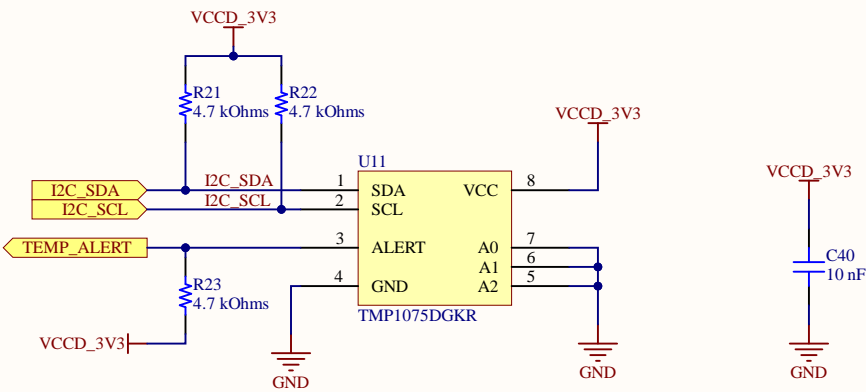 VCCD_3V3
R21
4.7 kOhms
R22
4.7 kOhms
VCCD_3V3
U11
VCCD_3V3
I2C_SDA
I2C_SDA
1
SDA
VCC
8
I2C_SCL
I2C_SCL
2
SCL
TEMP_ALERT
3
ALERT
A0
7
A1
6
C40
10 nF
R23
4.7 kOhms
4
GND
A2
5
TMP1075DGKR
VCCD_3V3
GND
GND
GND